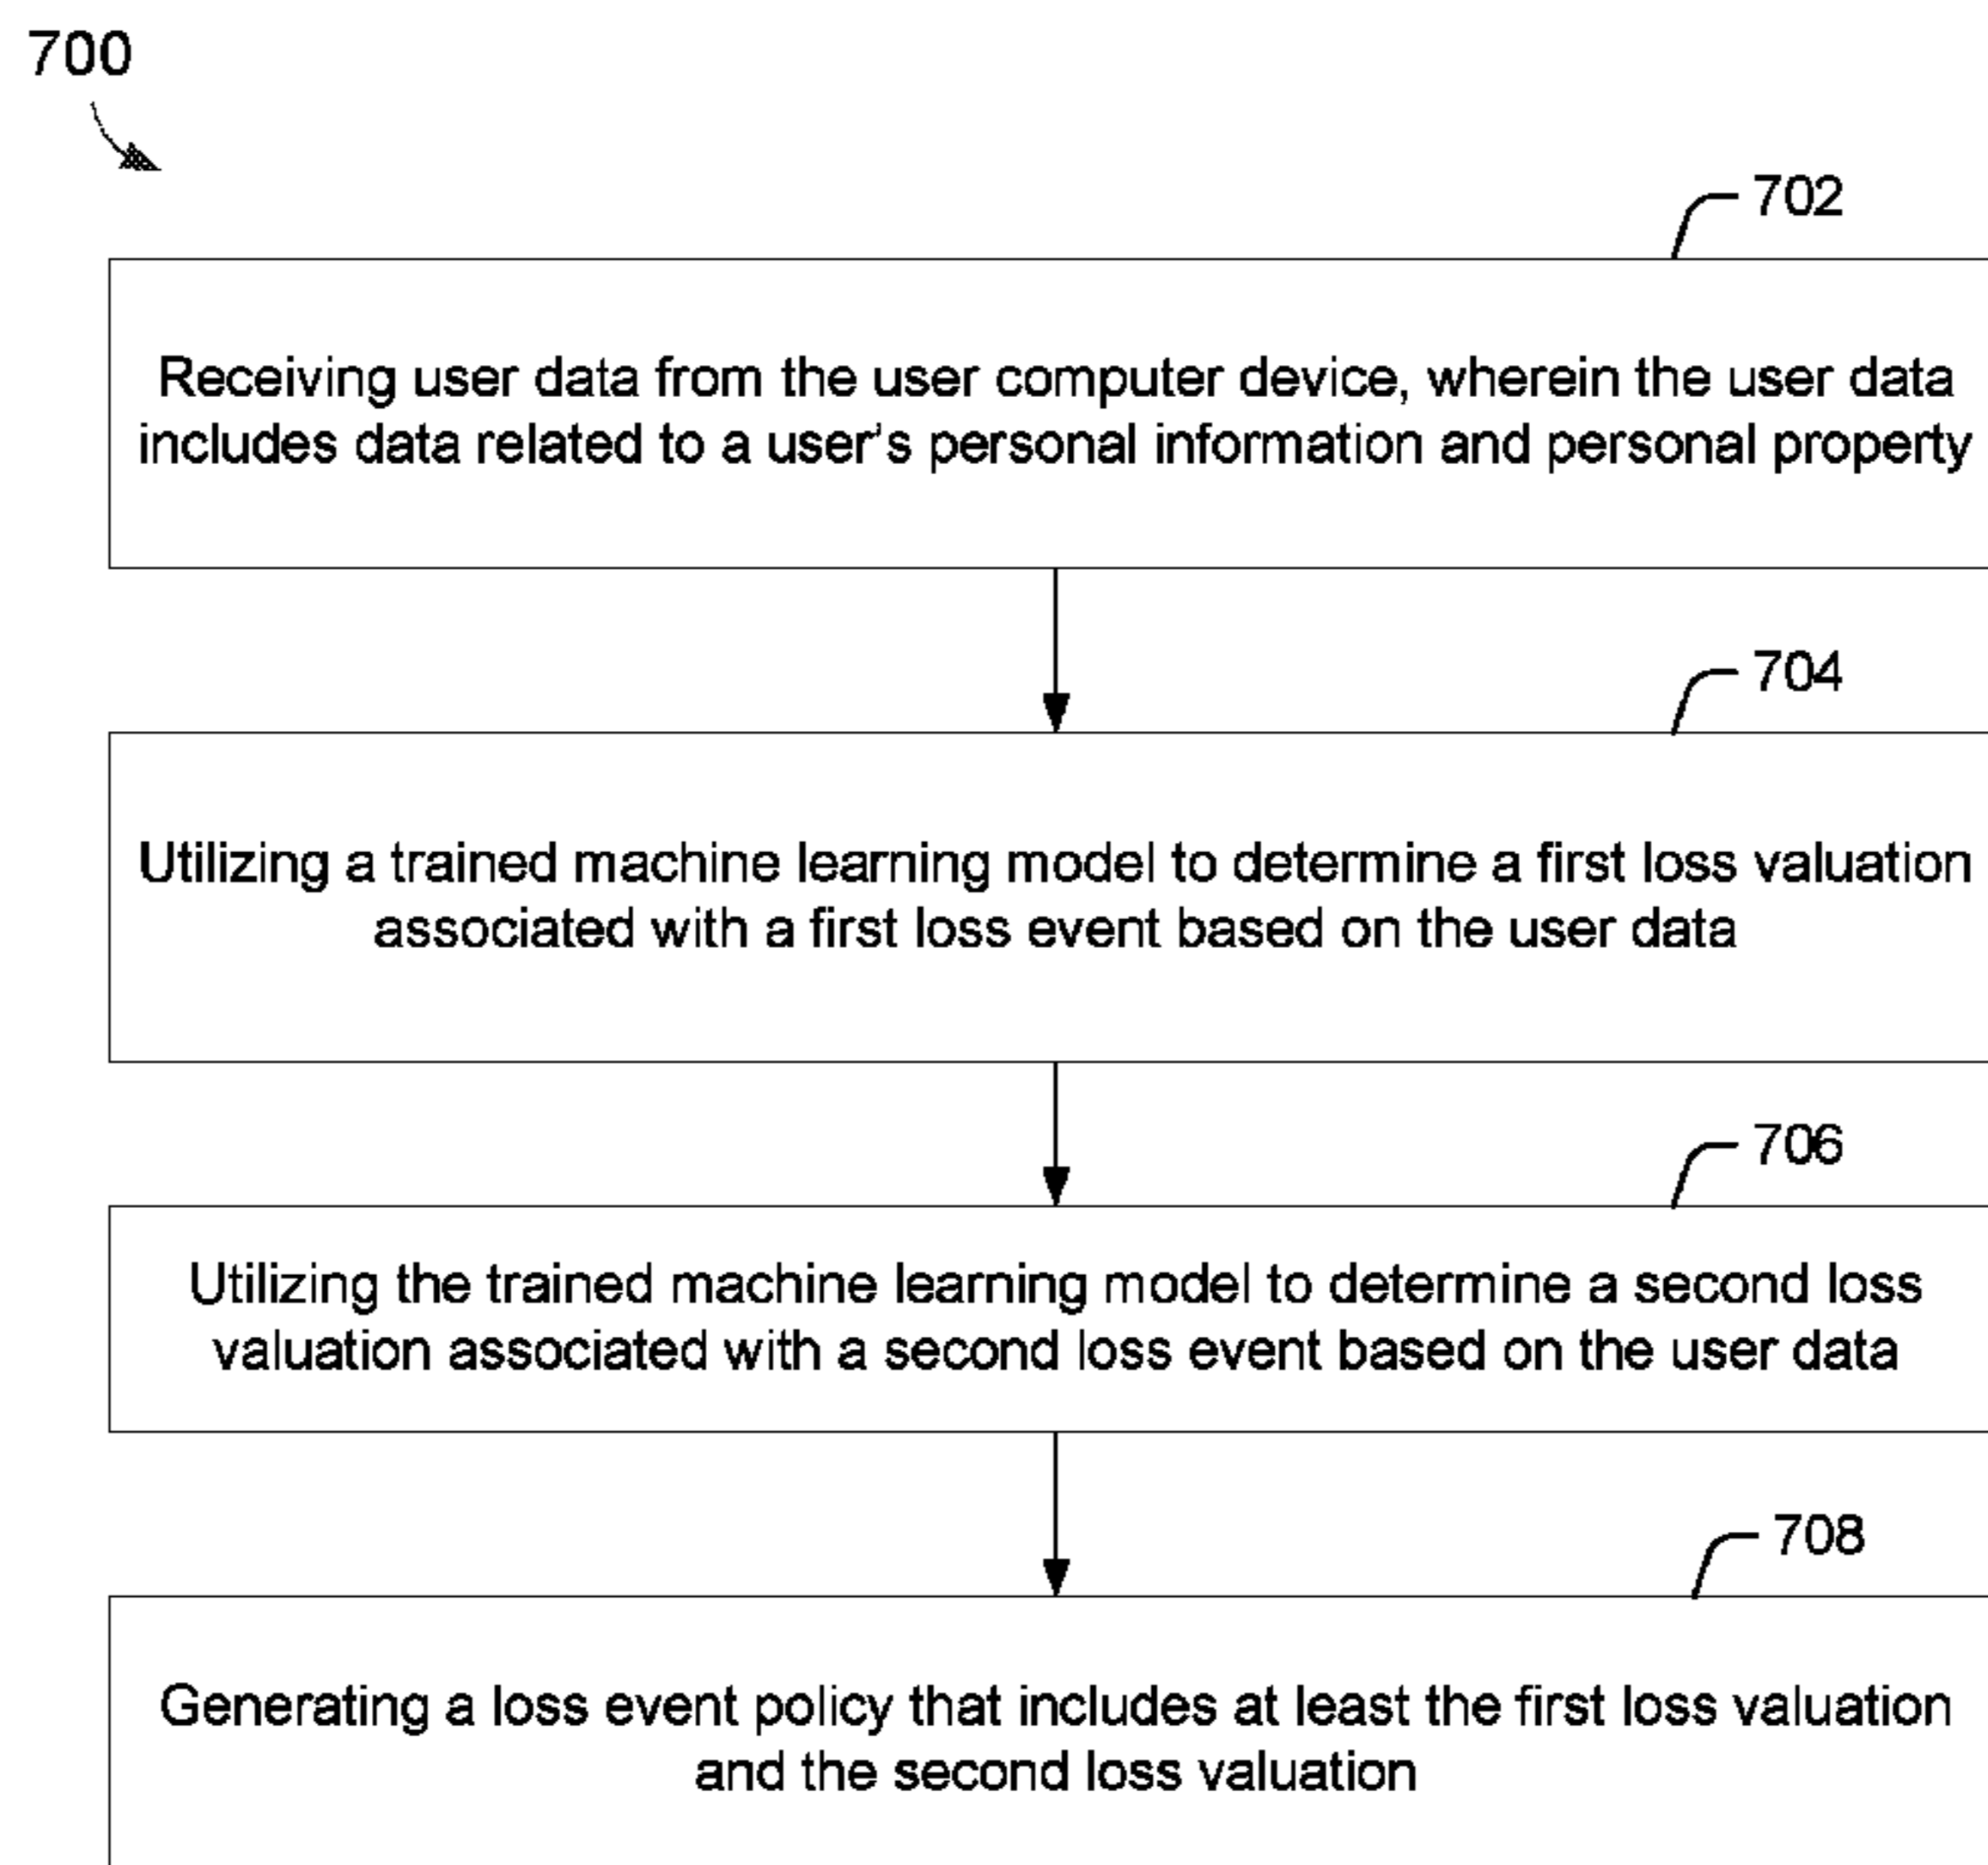 700
702
Receiving user data from the user computer device, wherein the user data
includes data related to a user's personal information and personal property
704
Utilizing a trained machine learning model to determine a first loss valuation
associated with a first loss event based on the user data
706
Utilizing the trained machine learning model to determine a second loss
valuation associated with a second loss event based on the user data
708
Generating a loss event policy that includes at least the first loss valuation
and the second loss valuation